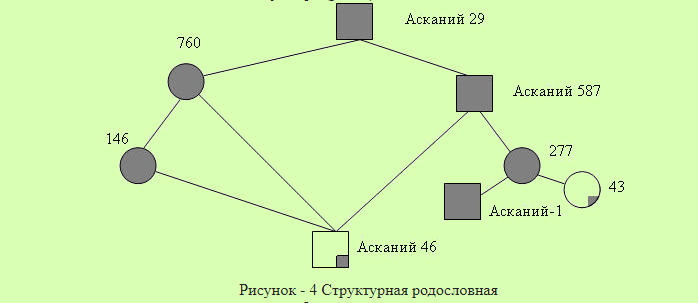 Асканий 29
760
Асканий 587
146
277
43
Асканий-1
Асканий 46
Рисунок - 4 Структурная родословная